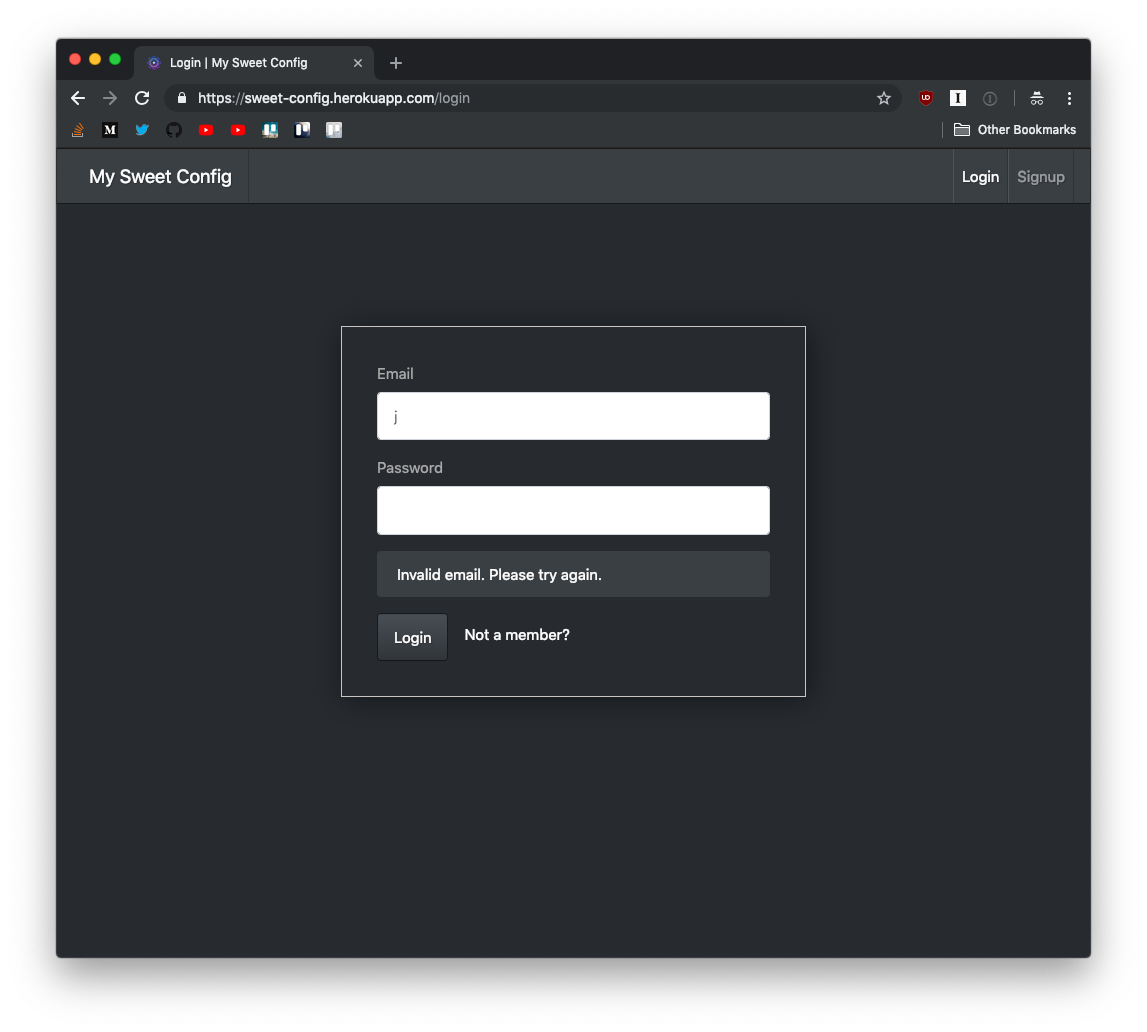 Login | My Sweet Config
https://sweet-config.herokuapp.com/login
UD
I
M
Other Bookmarks
My Sweet Config
Login
Signup
Email
j
Password
Invalid email. Please try again.
Login
Not a member?